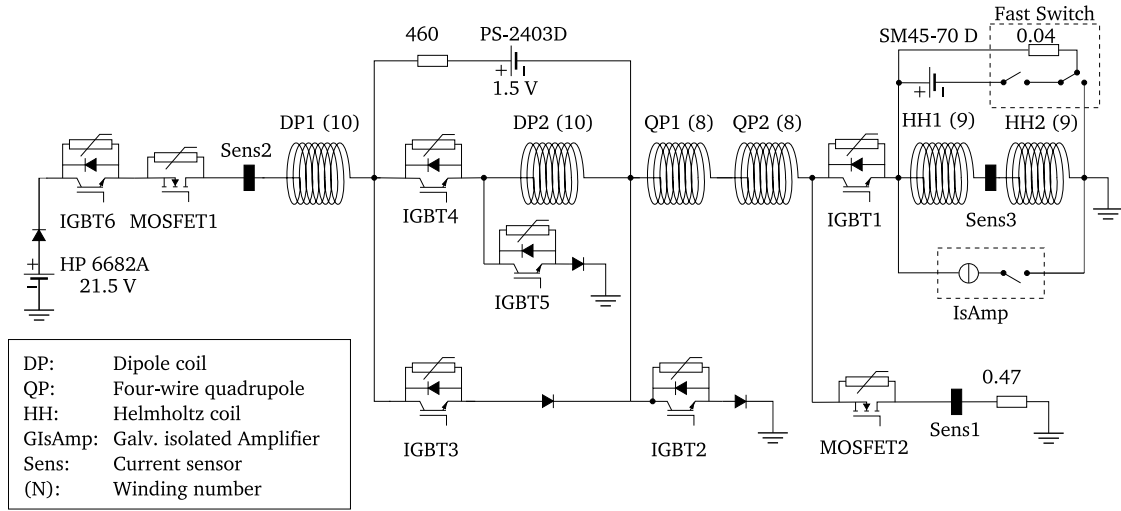 Fast Switch
460
PS-2403D
SM45-70 D
0.04
+
1.5 V
+
DP1 (10)
DP2 (10)
QP1 (8)
QP2 (8)
HH1 (9)
HH2 (9)
Sens2
IGBT6
MOSFET1
IGBT4
IGBT1
Sens3
+
HP 6682A
21.5 V
IGBT5
IsAmp
DP: Dipole coil
QP: Four-wire quadrupole
HH: Helmholtz coil
GIsAmp: Galv. isolated Amplifier
Sens: Current sensor
(N): Winding number
0.47
IGBT3
IGBT2
MOSFET2
Sens1